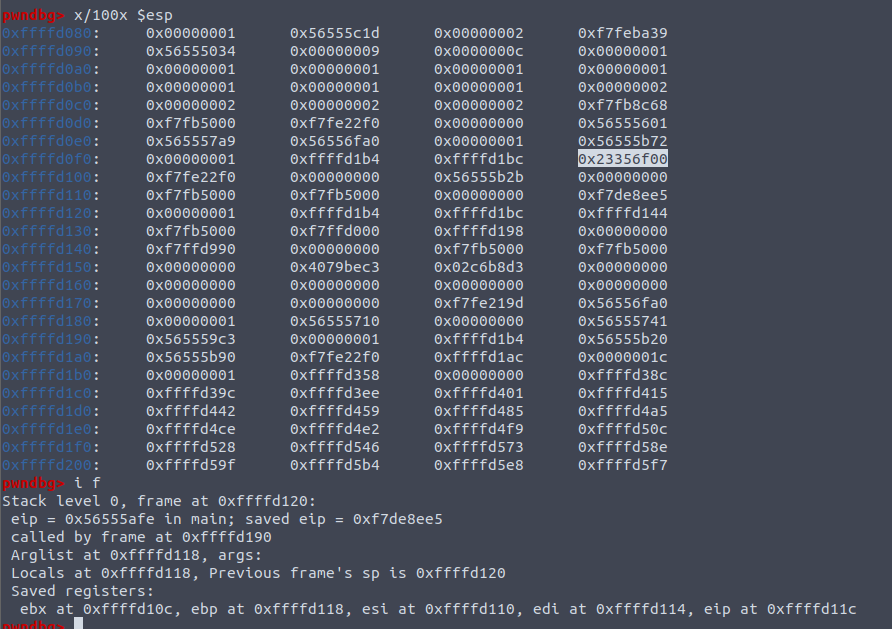 pwndbg> x/100x $esp
0xffffd080: 0x00000001 0x56555c1d 0x00000002 0xf7feba39
0xffffd090: 0x56555034 0x00000009 0x0000000c 0x00000001
0xffffd0a0: 0x00000001 0x00000001 0x00000001 0x00000001
0xffffd0b0: 0x00000001 0x00000001 0x00000001 0x00000002
0xffffd0c0: 0x00000002 0x00000002 0x00000002 0xf7fb8c68
0xffffd0d0: 0xf7fb5000 0xf7fe22f0 0x00000000 0x56555601
0xffffd0e0: 0x565557a9 0x56556fa0 0x00000001 0x56555b72
0xffffd0f0: 0x00000001 0xffffd1b4 0xffffd1bc 0x23356f00
0xffffd100: 0xf7fe22f0 0x00000000 0x56555b2b 0x00000000
0xffffd110: 0xf7fb5000 0xf7fb5000 0x00000000 0xf7de8ee5
0xffffd120: 0x00000001 0xffffd1b4 0xffffd1bc 0xffffd144
0xffffd130: 0xf7fb5000 0xf7ffd000 0xffffd198 0x00000000
0xffffd140: 0xf7ffd990 0x00000000 0xf7fb5000 0xf7fb5000
0xffffd150: 0x00000000 0x4079bec3 0x02c6b8d3 0x00000000
0xffffd160: 0x00000000 0x00000000 0x00000000 0x00000000
0xffffd170: 0x00000000 0x00000000 0xf7fe219d 0x56556fa0
0xffffd180: 0x00000001 0x56555710 0x00000000 0x56555741
0xffffd190: 0x565559c3 0x00000001 0xffffd1b4 0x56555b20
0xffffd1a0: 0x56555b90 0xf7fe22f0 0xffffd1ac 0x0000001c
0xffffd1b0: 0x00000001 0xffffd358 0x00000000 0xffffd38c
0xffffd1c0: 0xffffd39c 0xffffd3ee 0xffffd401 0xffffd415
0xffffd1d0: 0xffffd442 0xffffd459 0xffffd485 0xffffd4a5
0xffffd1e0: 0xffffd4ce 0xffffd4e2 0xffffd4f9 0xffffd50c
0xffffd1f0: 0xffffd528 0xffffd546 0xffffd573 0xffffd58e
0xffffd200: 0xffffd59f 0xffffd5b4 0xffffd5e8 0xffffd5f7
pwndbg> i f
Stack level 0, frame at 0xffffd120:
eip = 0x56555afe in main; saved eip = 0xf7de8ee5
called by frame at 0xffffd190
Arglist at 0xffffd118, args:
Locals at 0xffffd118, Previous frame's sp is 0xffffd120
Saved registers:
ebx at 0xffffd10c, ebp at 0xffffd118, esi at 0xffffd110, edi at 0xffffd114, eip at 0xffffd11c
pwndbg>